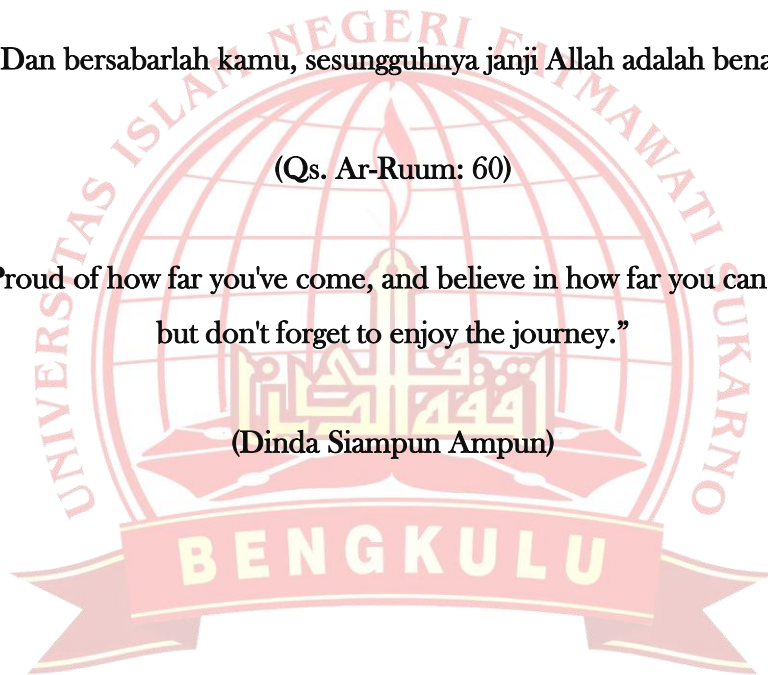 Dan bersabarlah kamu, sesungguhnya janji Allah adalah bena
(Qs. Ar-Ruum: 60)
Proud of how far you've come, and believe in how far you can
but don't forget to enjoy the journey.”
(Dinda Siampun Ampun)
UNIVERSITAS ISLAM NEGERI FATMAWATI SUKARNO
BENGKULU